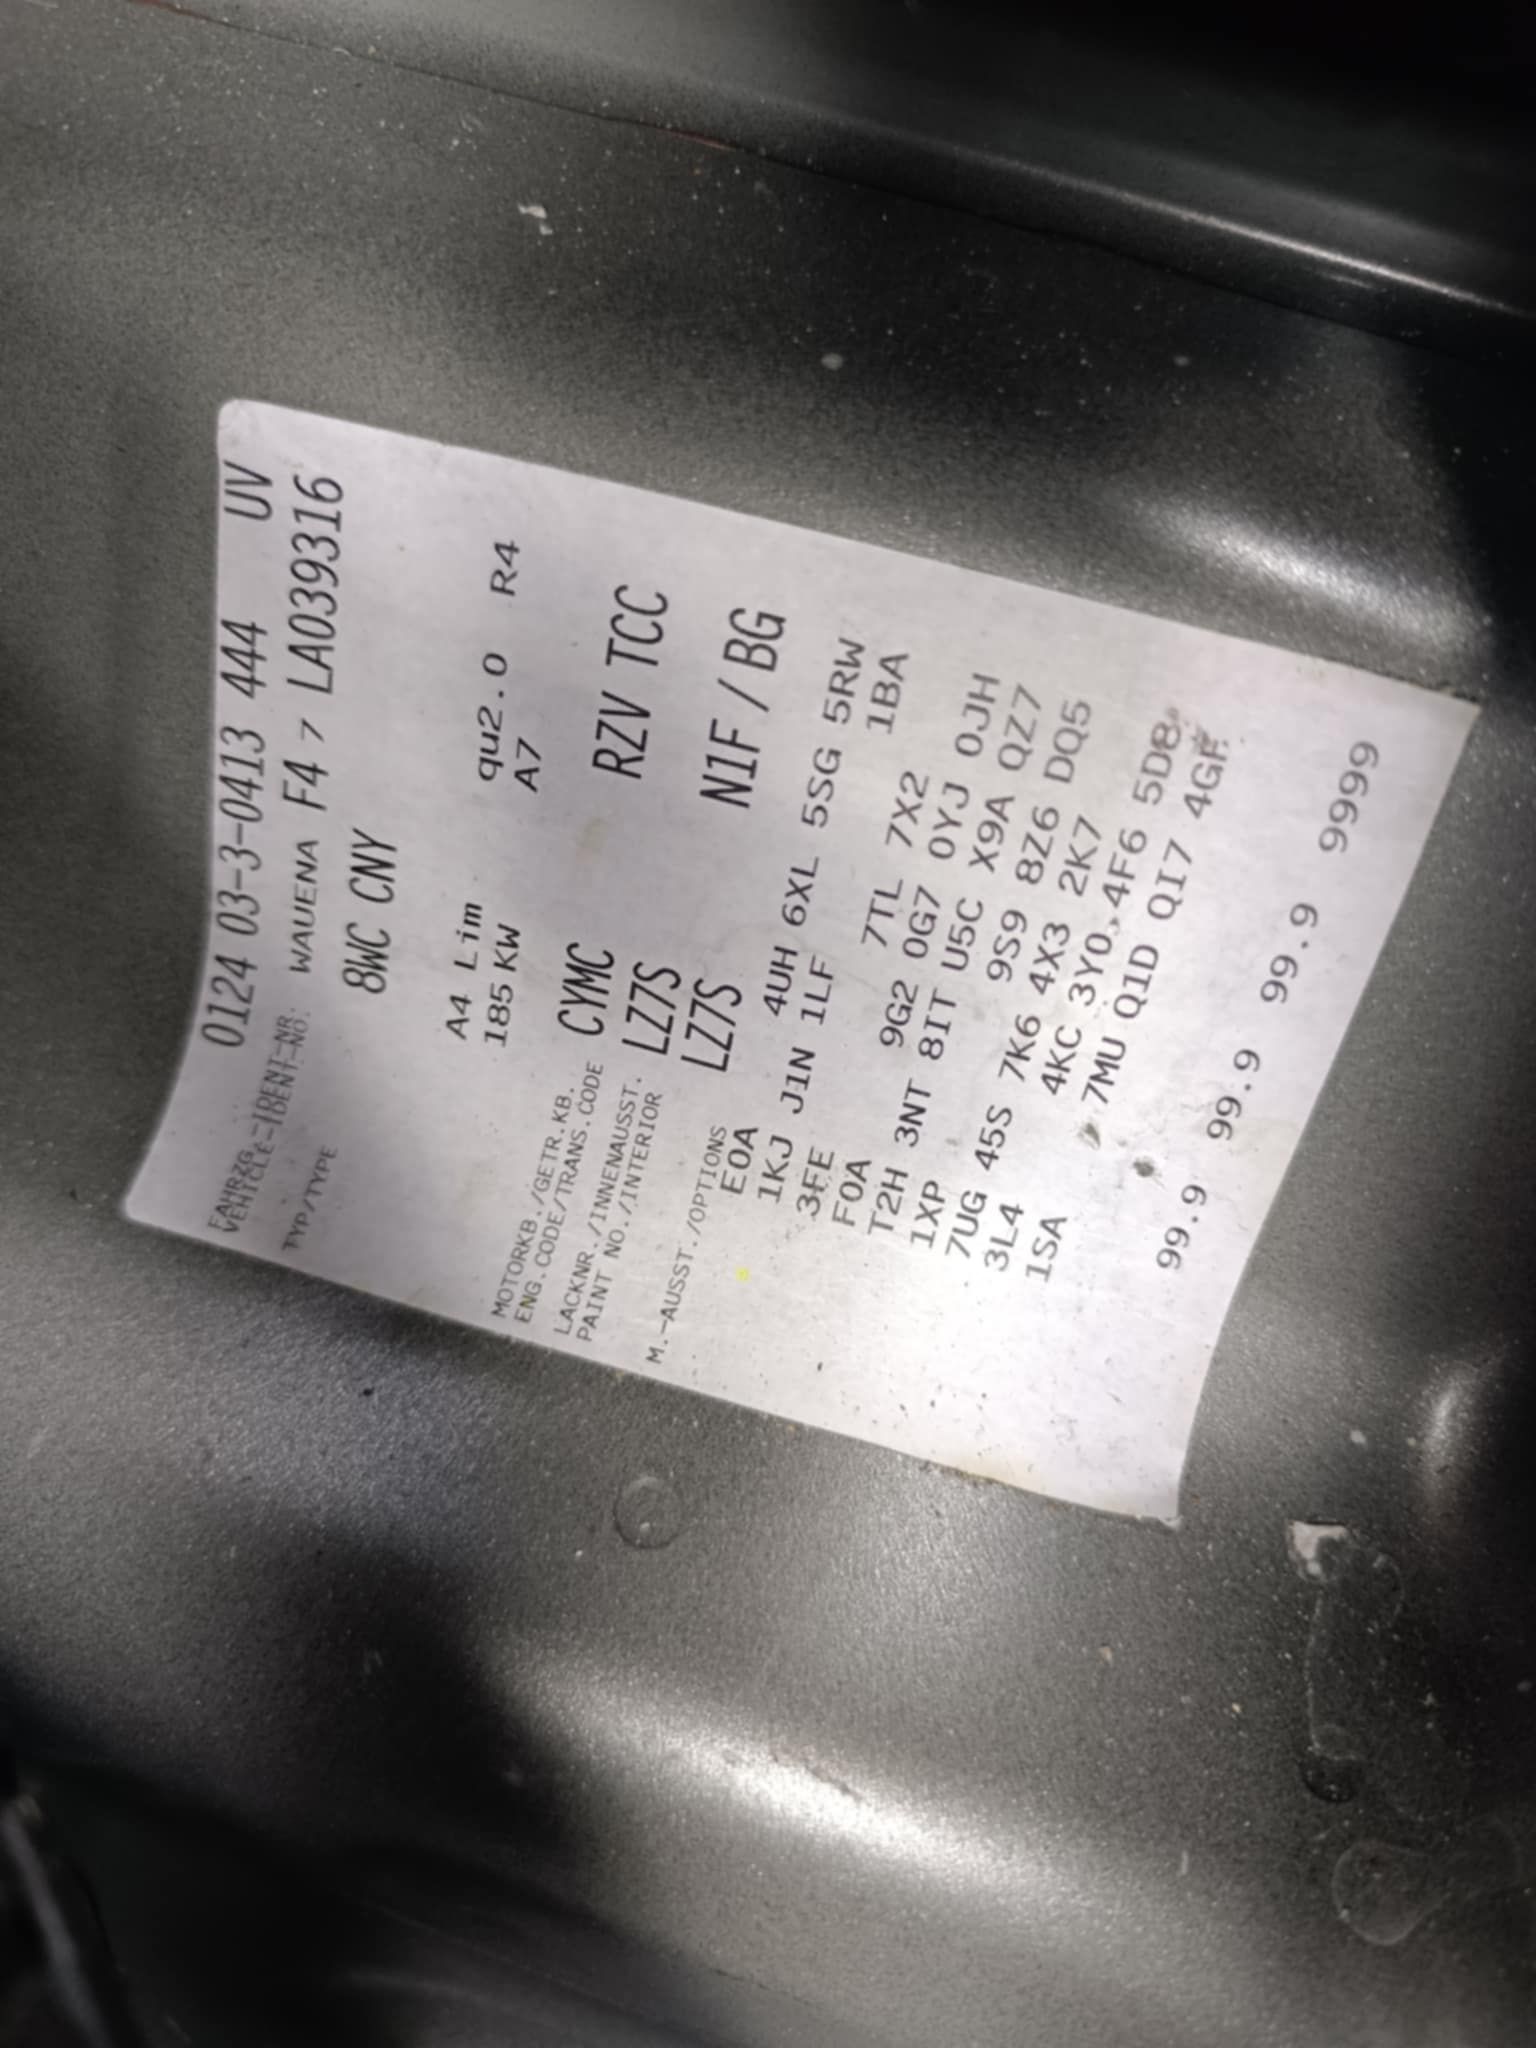 0124 03-3-0413 444 UV
FAHRZG.-IDENT-NR.
VEHICLE-IDENT-NO. WAUENA F4 7 LA039316
TYP/TYPE 8WC CNY
A4 Lim qu2.0 R4
185 KW A7
MOTORKB./GETR.KB.
ENG.CODE/TRANS.CODE CYMC RZV TCC
LACKNR./INNENAUSST. LZ7S
PAINT NO./INTERIOR LZ7S N1F / BG
M.-AUSST./OPTIONS
E0A 4UH 6XL 5SG 5RW
1KJ J1N 1LF 1BA
3FE
F0A 9G2 0G7 0YJ 0JH
T2H 3NT 8IT U5C X9A QZ7
1XP 9S9 8Z6 DQ5
7UG 45S 7K6 4X3 2K7
3L4 4KC 3Y0 4F6 5D8
1SA 7MU Q1D QI7 4GF
7TL 7X2
99.9 99.9 99.9 9999